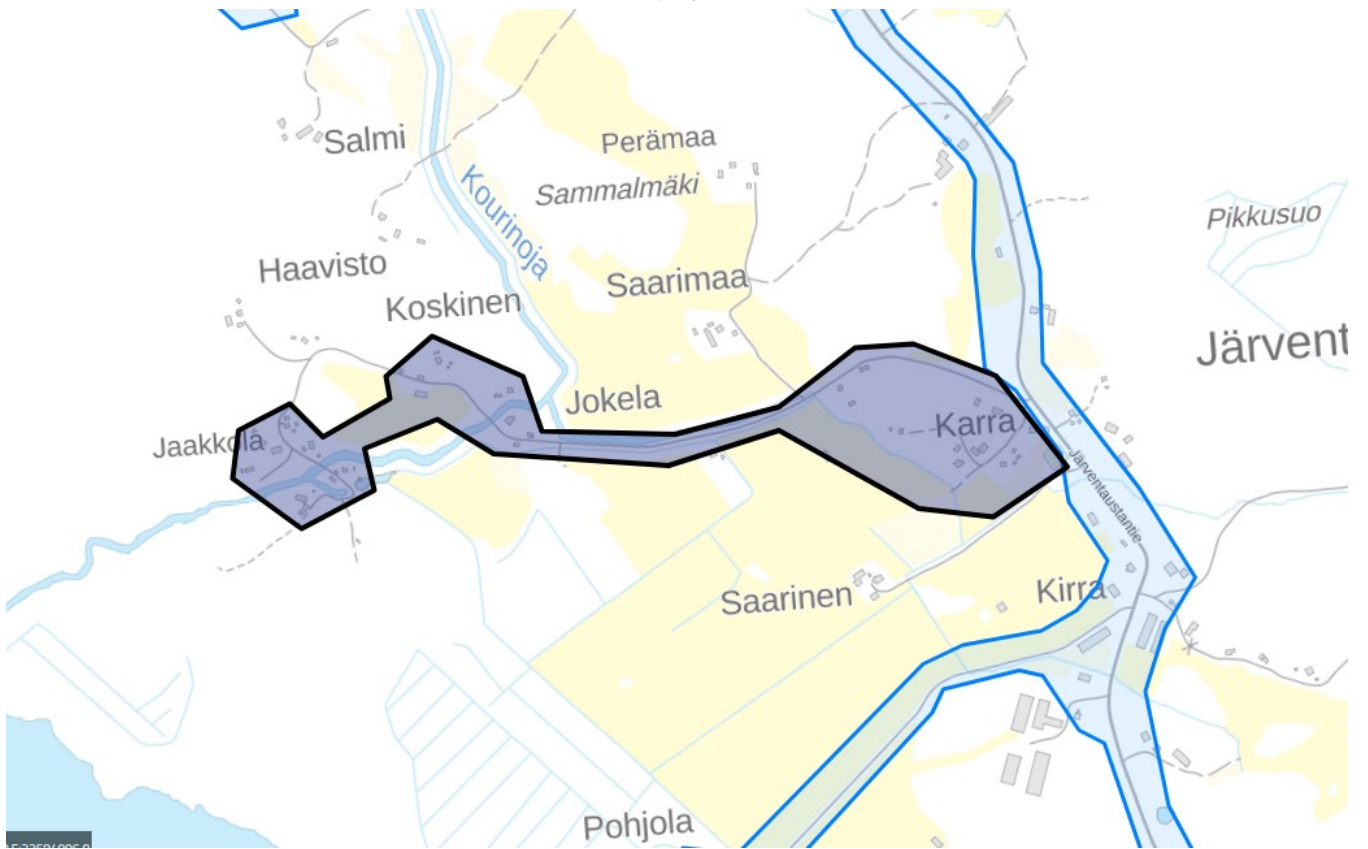 Salmi
Perämaa
Sammalmäki
Kourinoja
Pikkusuo
Haavisto
Koskinen
Saarimaa
Järvent
Jokela
Jaakkola
Karra
Järventaustantie
Saarinen
Kirra
Pohjola